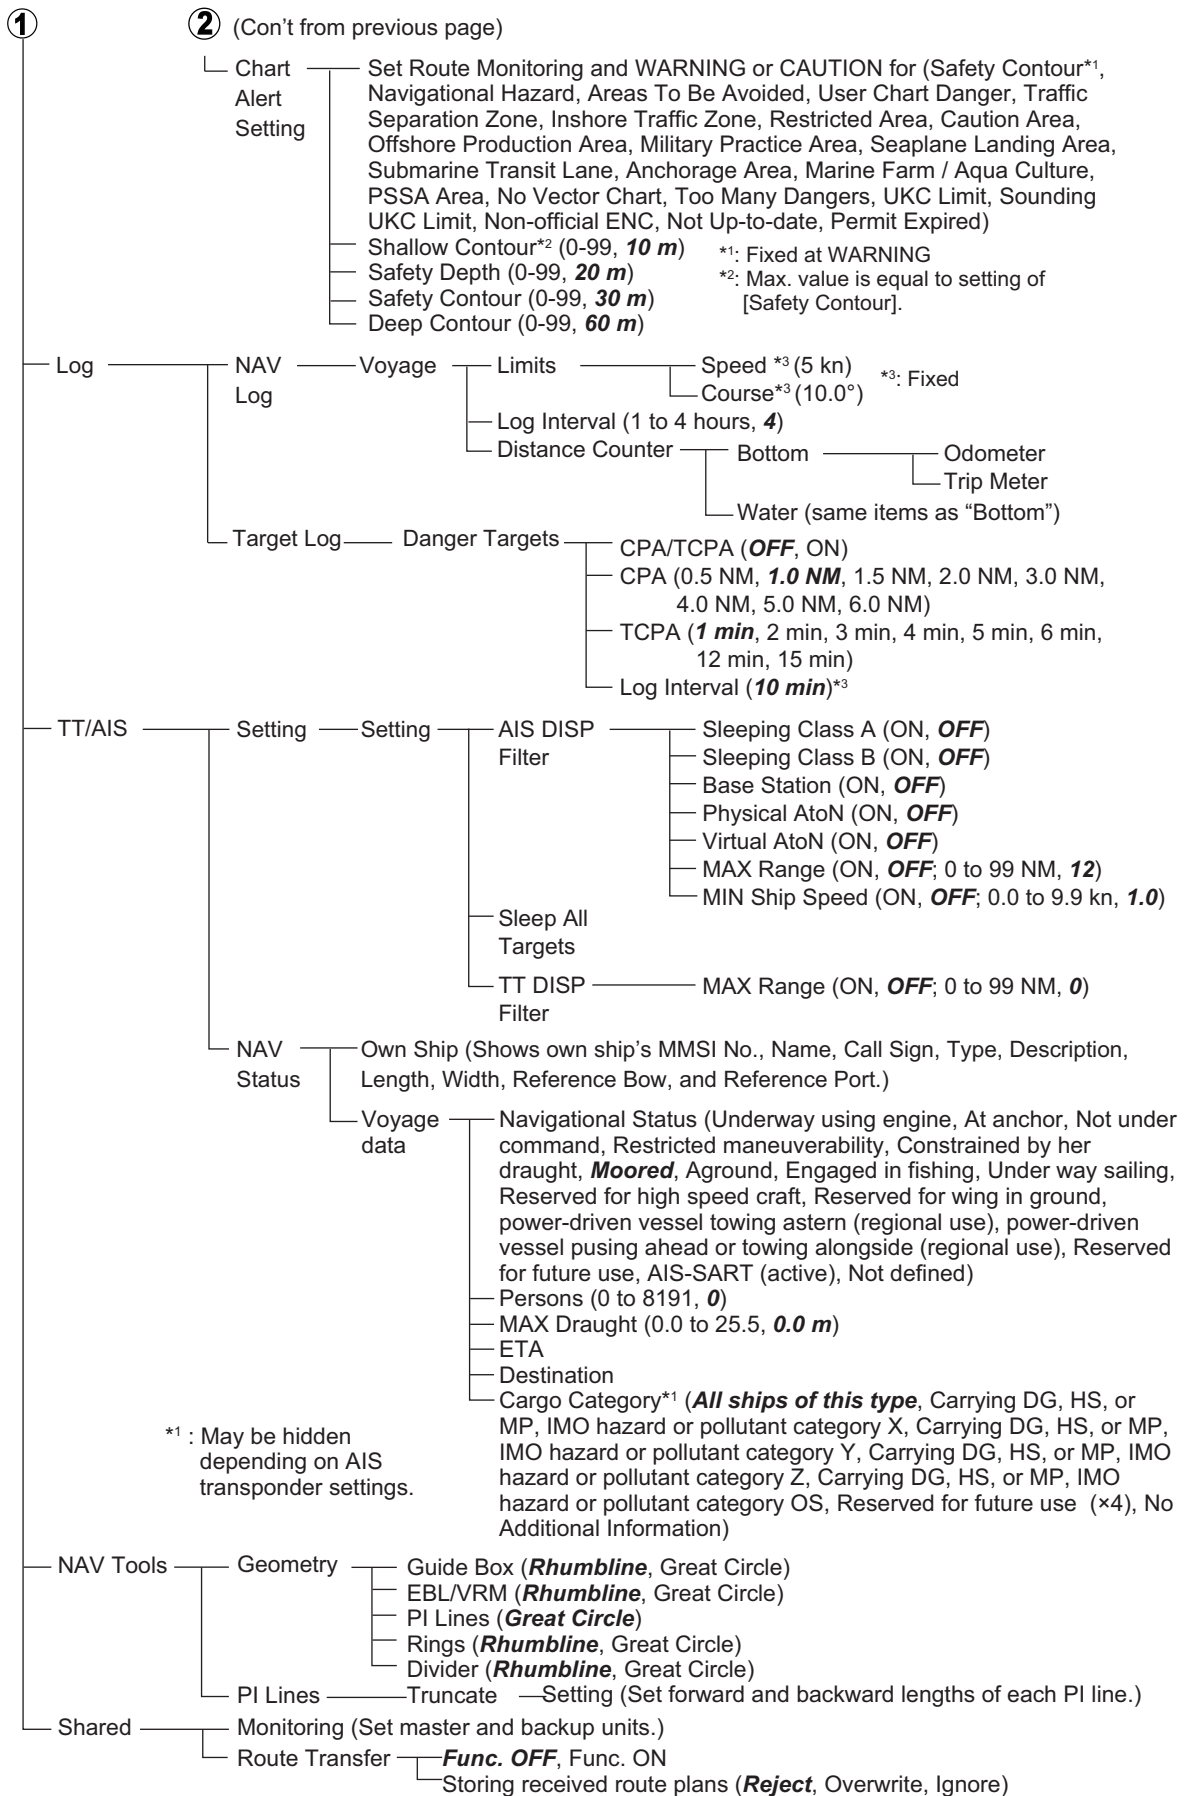 1 2 (Con't from previous page)
Chart Alert Setting
Set Route Monitoring and WARNING or CAUTION for (Safety Contour*1,
Navigational Hazard, Areas To Be Avoided, User Chart Danger, Traffic
Separation Zone, Inshore Traffic Zone, Restricted Area, Caution Area,
Offshore Production Area, Military Practice Area, Seaplane Landing Area,
Submarine Transit Lane, Anchorage Area, Marine Farm / Aqua Culture,
PSSA Area, No Vector Chart, Too Many Dangers, UKC Limit, Sounding
UKC Limit, Non-official ENC, Not Up-to-date, Permit Expired)
Shallow Contour*2 (0-99, 10 m)
Safety Depth (0-99, 20 m)
Safety Contour (0-99, 30 m)
Deep Contour (0-99, 60 m)
*1: Fixed at WARNING
*2: Max. value is equal to setting of
[Safety Contour].
Log
NAV
Log
Voyage
Limits
Speed *3 (5 kn)
Course*3 (10.0°)
*3: Fixed
Log Interval (1 to 4 hours, 4)
Distance Counter
Bottom
Odometer
Trip Meter
Water (same items as “Bottom”)
Target Log
Danger Targets
CPA/TCPA (OFF, ON)
CPA (0.5 NM, 1.0 NM, 1.5 NM, 2.0 NM, 3.0 NM,
4.0 NM, 5.0 NM, 6.0 NM)
TCPA (1 min, 2 min, 3 min, 4 min, 5 min, 6 min,
12 min, 15 min)
Log Interval (10 min)*3
TT/AIS
Setting
Setting
AIS DISP
Filter
Sleeping Class A (ON, OFF)
Sleeping Class B (ON, OFF)
Base Station (ON, OFF)
Physical AtoN (ON, OFF)
Virtual AtoN (ON, OFF)
MAX Range (ON, OFF; 0 to 99 NM, 12)
MIN Ship Speed (ON, OFF; 0.0 to 9.9 kn, 1.0)
Sleep All
Targets
TT DISP
Filter
MAX Range (ON, OFF; 0 to 99 NM, 0)
NAV
Status
Own Ship (Shows own ship’s MMSI No., Name, Call Sign, Type, Description,
Length, Width, Reference Bow, and Reference Port.)
Voyage
data
Navigational Status (Underway using engine, At anchor, Not under
command, Restricted maneuverability, Constrained by her
draught, Moored, Aground, Engaged in fishing, Under way sailing,
Reserved for high speed craft, Reserved for wing in ground,
power-driven vessel towing astern (regional use), power-driven
vessel pusing ahead or towing alongside (regional use), Reserved
for future use, AIS-SART (active), Not defined)
Persons (0 to 8191, 0)
MAX Draught (0.0 to 25.5, 0.0 m)
ETA
Destination
Cargo Category*1 (All ships of this type, Carrying DG, HS, or
MP, IMO hazard or pollutant category X, Carrying DG, HS, or MP,
IMO hazard or pollutant category Y, Carrying DG, HS, or MP, IMO
hazard or pollutant category Z, Carrying DG, HS, or MP, IMO
hazard or pollutant category OS, Reserved for future use (×4), No
Additional Information)
*1 : May be hidden
depending on AIS
transponder settings.
NAV Tools
Geometry
Guide Box (Rhumbline, Great Circle)
EBL/VRM (Rhumbline, Great Circle)
PI Lines (Great Circle)
Rings (Rhumbline, Great Circle)
Divider (Rhumbline, Great Circle)
PI Lines
Truncate
Setting (Set forward and backward lengths of each PI line.)
Shared
Monitoring (Set master and backup units.)
Route Transfer
Func. OFF, Func. ON
Storing received route plans (Reject, Overwrite, Ignore)